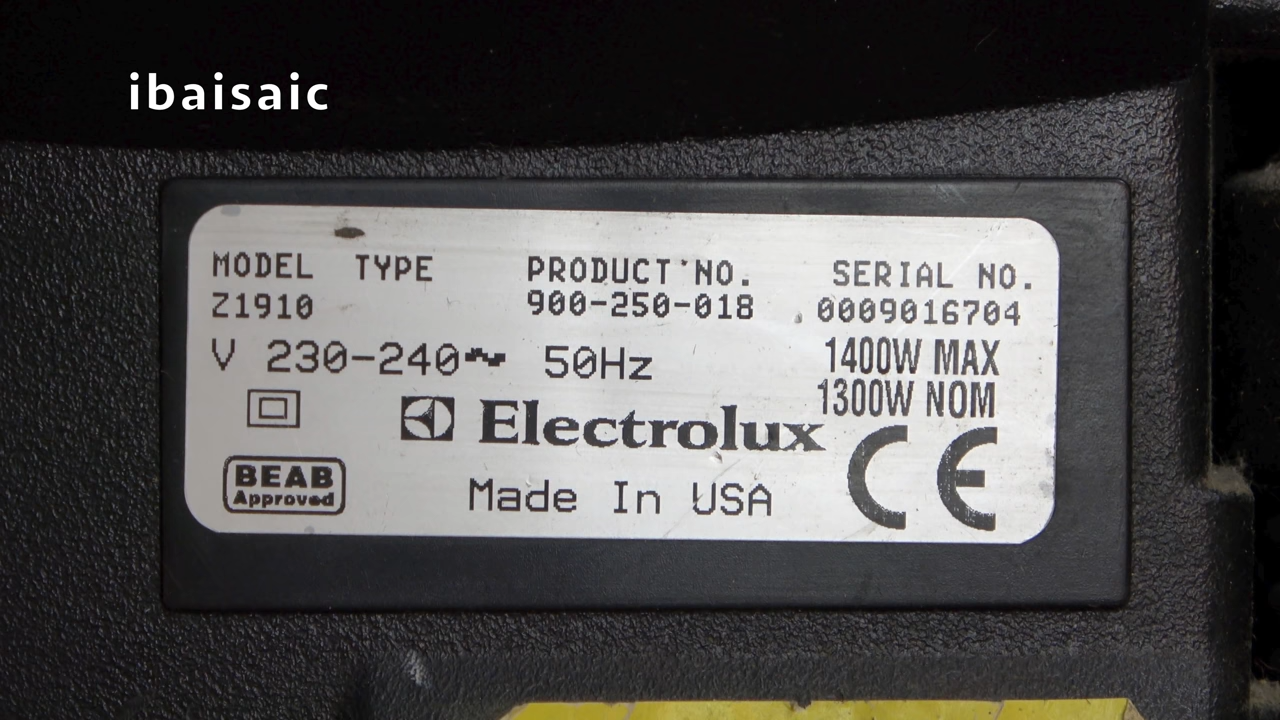 ibaisaic
MODEL TYPE PRODUCT NO. SERIAL NO.
Z1910 900-250-018 0009016704
V 230-240~ 50Hz 1400W MAX
1300W NOM
Electrolux
BEAB
Approved
Made In USA
CE